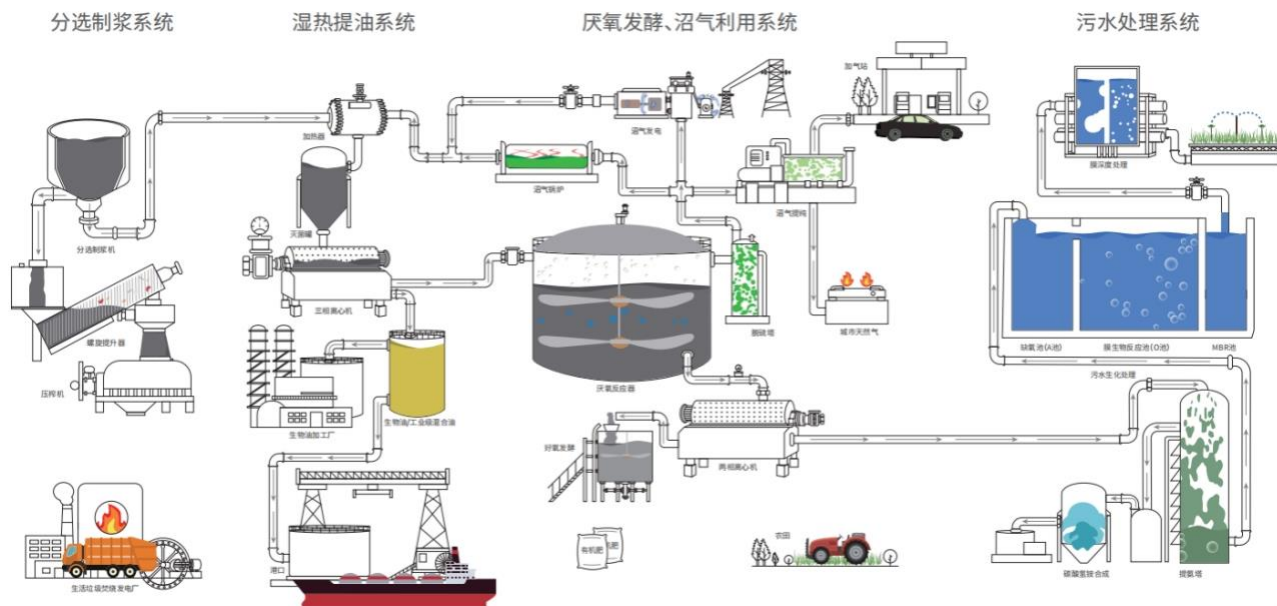 分选制浆系统
湿热提油系统
厌氧发酵、沼气利用系统
污水处理系统
分选制浆机
螺旋提升器
压榨机
生活垃圾焚烧发电厂
加热器
灭菌罐
三相离心机
生物油加工厂
生物油/工业级混合油
港口
沼气发电
沼气锅炉
加气站
沼气提纯
脱硫塔
城市天然气
厌氧反应器
好氧发酵
两相离心机
有机肥
农田
膜深度处理
缺氧池(A池)
膜生物反应池(O池)
MBR池
污水生化处理
碳酸氢铵合成
提氨塔